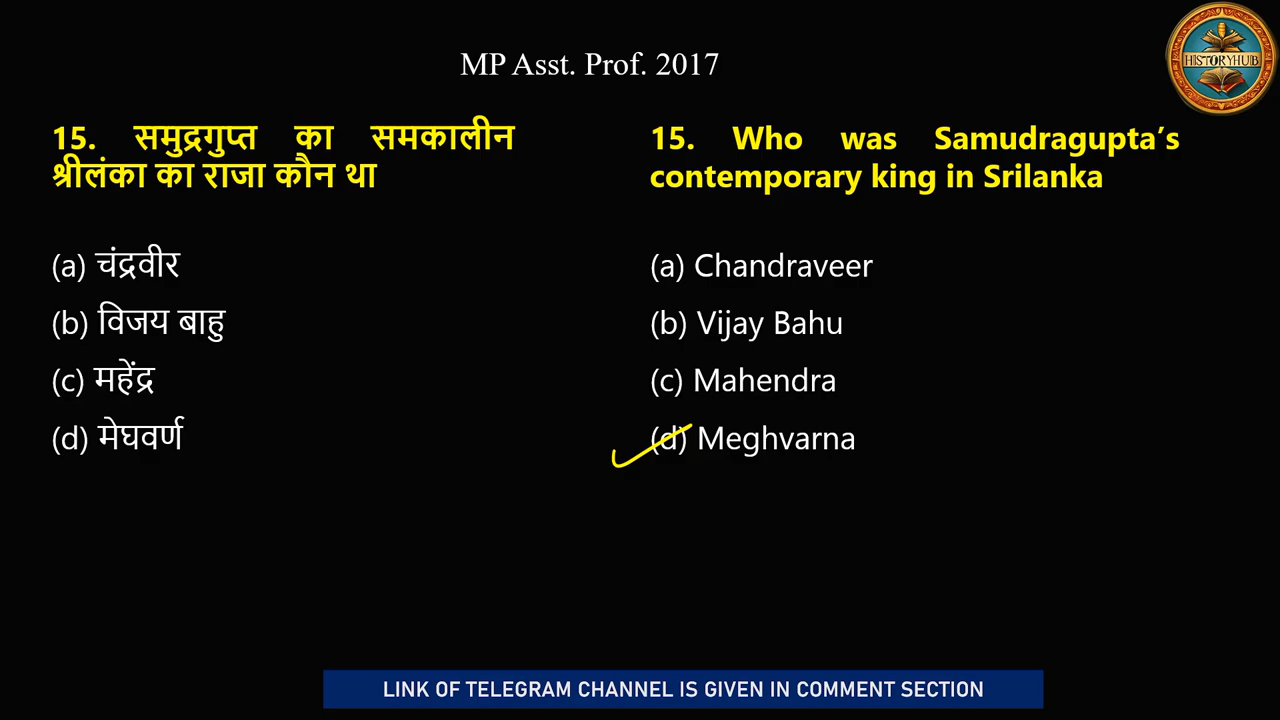 MP Asst. Prof. 2017
HISTORYHUB
15. समुद्रगुप्त का समकालीन
श्रीलंका का राजा कौन था
(a) चंद्रवीर
(b) विजय बाहु
(c) महेंद्र
(d) मेघवर्ण
15. Who was Samudragupta’s
contemporary king in Srilanka
(a) Chandraveer
(b) Vijay Bahu
(c) Mahendra
(d) Meghvarna
LINK OF TELEGRAM CHANNEL IS GIVEN IN COMMENT SECTION